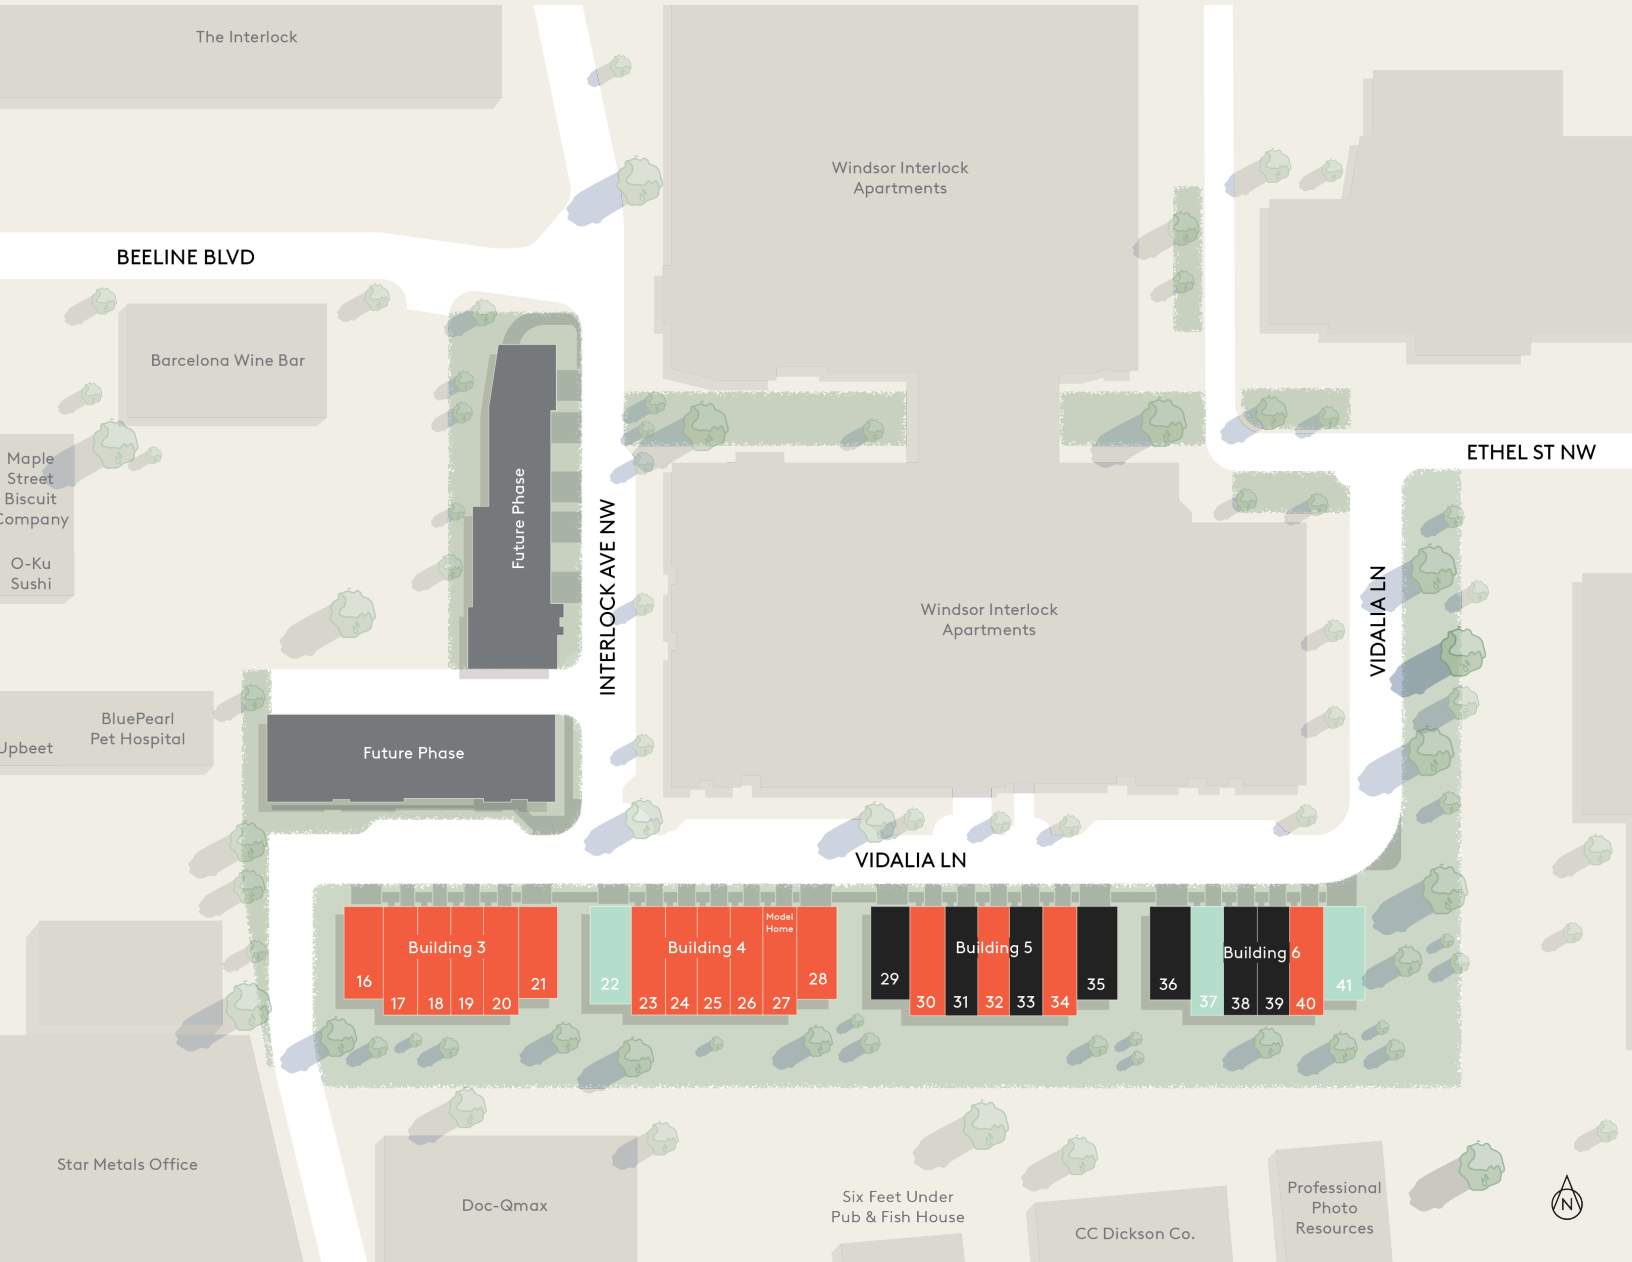 The Interlock
Windsor Interlock
Apartments
BEELINE BLVD
Barcelona Wine Bar
ETHEL ST NW
Maple
Street
Biscuit
Company
O-Ku
Sushi
Future Phase
INTERLOCK AVE NW
Windsor Interlock
Apartments
VIDALIA LN
BluePearl
Pet Hospital
Upbeet
Future Phase
VIDALIA LN
Building 3
16
17
18
19
20
21
Building 4
Model
Home
22
23
24
25
26
27
28
Building 5
29
30
31
32
33
34
35
Building 6
36
37
38
39
40
41
Star Metals Office
Doc-Qmax
Six Feet Under
Pub & Fish House
CC Dickson Co.
Professional
Photo
Resources
N